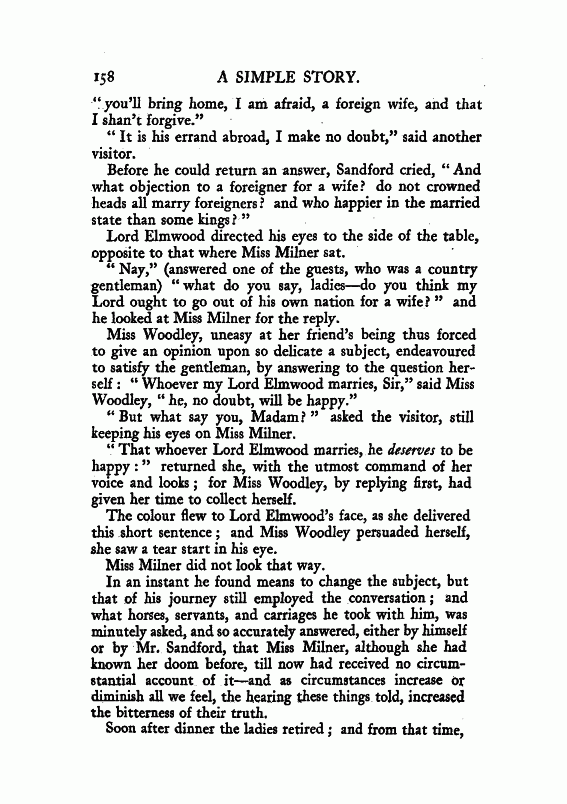 158 A SIMPLE STORY.
“you’ll bring home, I am afraid, a foreign wife, and that
I shan’t forgive.”
“It is his errand abroad, I make no doubt,” said another
visitor.
Before he could return an answer, Sandford cried, “And
what objection to a foreigner for a wife? do not crowned
heads all marry foreigners? and who happier in the married
state than some kings?”
Lord Elmwood directed his eyes to the side of the table,
opposite to that where Miss Milner sat.
“Nay,” (answered one of the guests, who was a country
gentleman) “what do you say, ladies—do you think my
Lord ought to go out of his own nation for a wife?” and
he looked at Miss Milner for the reply.
Miss Woodley, uneasy at her friend’s being thus forced
to give an opinion upon so delicate a subject, endeavoured
to satisfy the gentleman, by answering to the question her-
self: “Whoever my Lord Elmwood marries, Sir,” said Miss
Woodley, “he, no doubt, will be happy.”
“But what say you, Madam?” asked the visitor, still
keeping his eyes on Miss Milner.
“That whoever Lord Elmwood marries, he deserves to be
happy:” returned she, with the utmost command of her
voice and looks; for Miss Woodley, by replying first, had
given her time to collect herself.
The colour flew to Lord Elmwood’s face, as she delivered
this short sentence; and Miss Woodley persuaded herself,
she saw a tear start in his eye.
Miss Milner did not look that way.
In an instant he found means to change the subject, but
that of his journey still employed the conversation; and
what horses, servants, and carriages he took with him, was
minutely asked, and so accurately answered, either by himself
or by Mr. Sandford, that Miss Milner, although she had
known her doom before, till now had received no circum-
stantial account of it—and as circumstances increase or
diminish all we feel, the hearing these things told, increased
the bitterness of their truth.
Soon after dinner the ladies retired; and from that time,